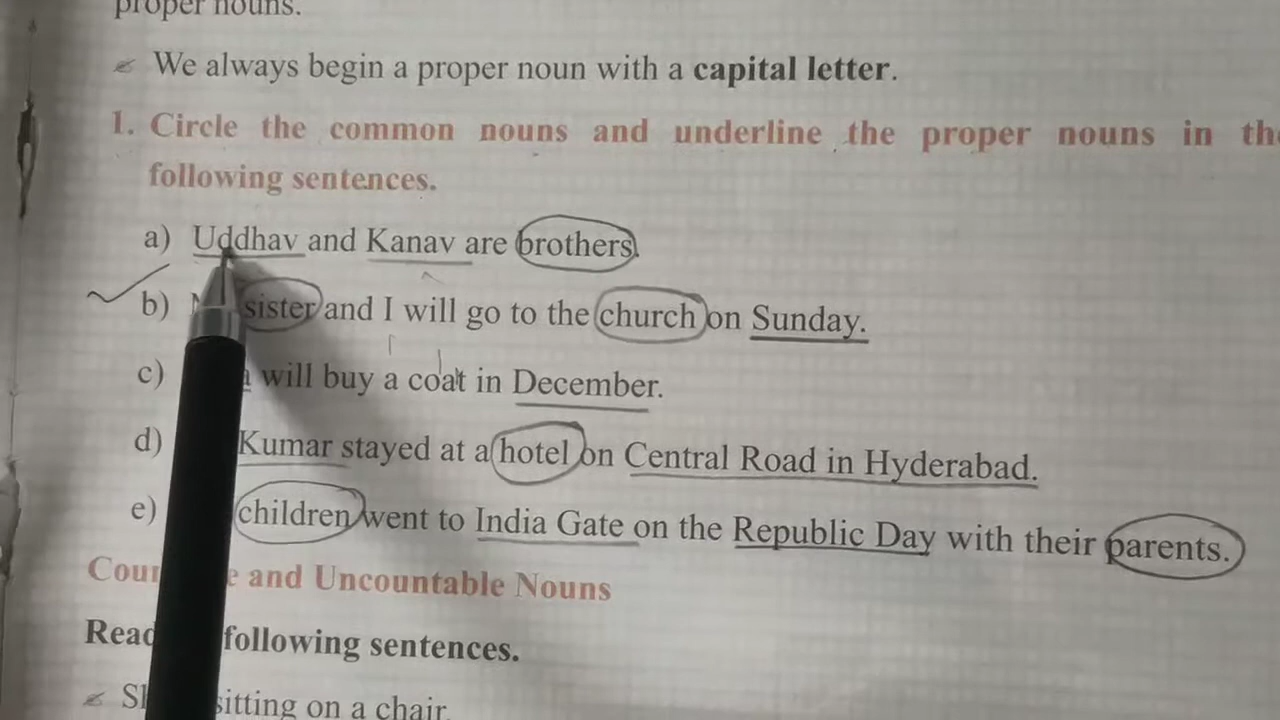 proper nouns.
We always begin a proper noun with a capital letter.
1. Circle the common nouns and underline the proper nouns in
following sentences.
a) Uddhav and Kanav are brothers.
b) sister and I will go to the church on Sunday.
c) will buy a coat in December.
d) Kumar stayed at a hotel on Central Road in Hyderabad.
e) children went to India Gate on the Republic Day with their parents.
and Uncountable Nouns
Read following sentences.
sitting on a chair.